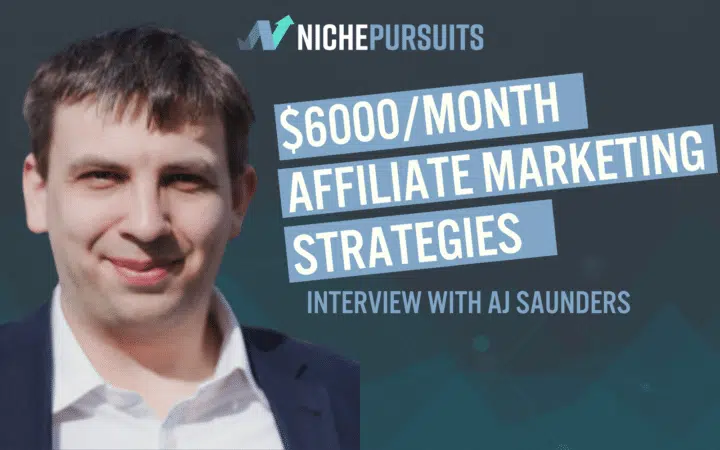 NICHEPURSUITS
$6000/MONTH
AFFILIATE MARKETING
STRATEGIES
INTERVIEW WITH AJ SAUNDERS